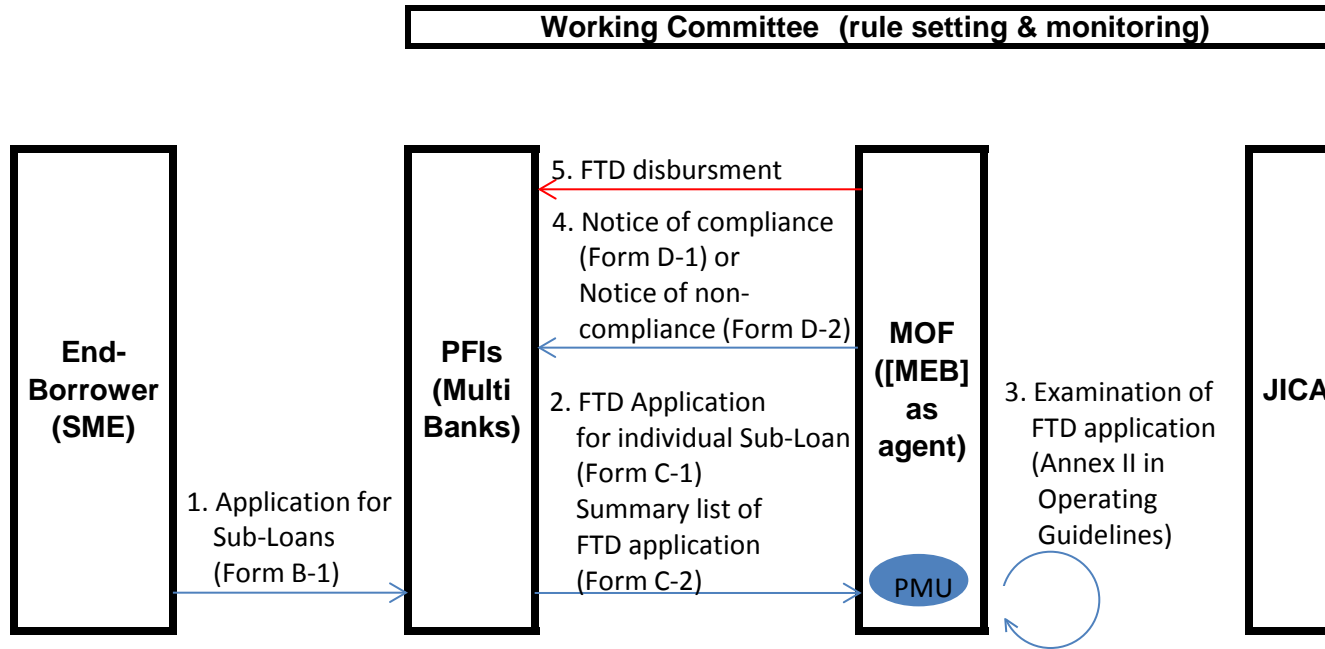 Working Committee (rule setting & monitoring)
End-
Borrower
(SME)
1. Application for
Sub-Loans
(Form B-1)
PFIs
(Multi
Banks)
5. FTD disbursment
4. Notice of compliance
(Form D-1) or
Notice of non-
compliance (Form D-2)
2. FTD Application
for individual Sub-Loan
(Form C-1)
Summary list of
FTD application
(Form C-2)
MOF
([MEB]
as
agent)
PMU
3. Examination of
FTD application
(Annex II in
Operating
Guidelines)
JICA